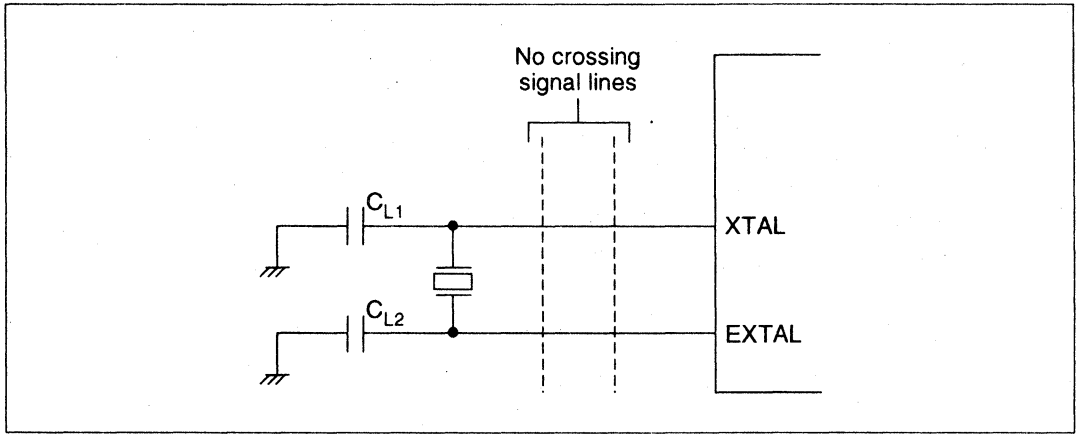 No crossing
signal lines
CL1
XTAL
CL2
EXTAL